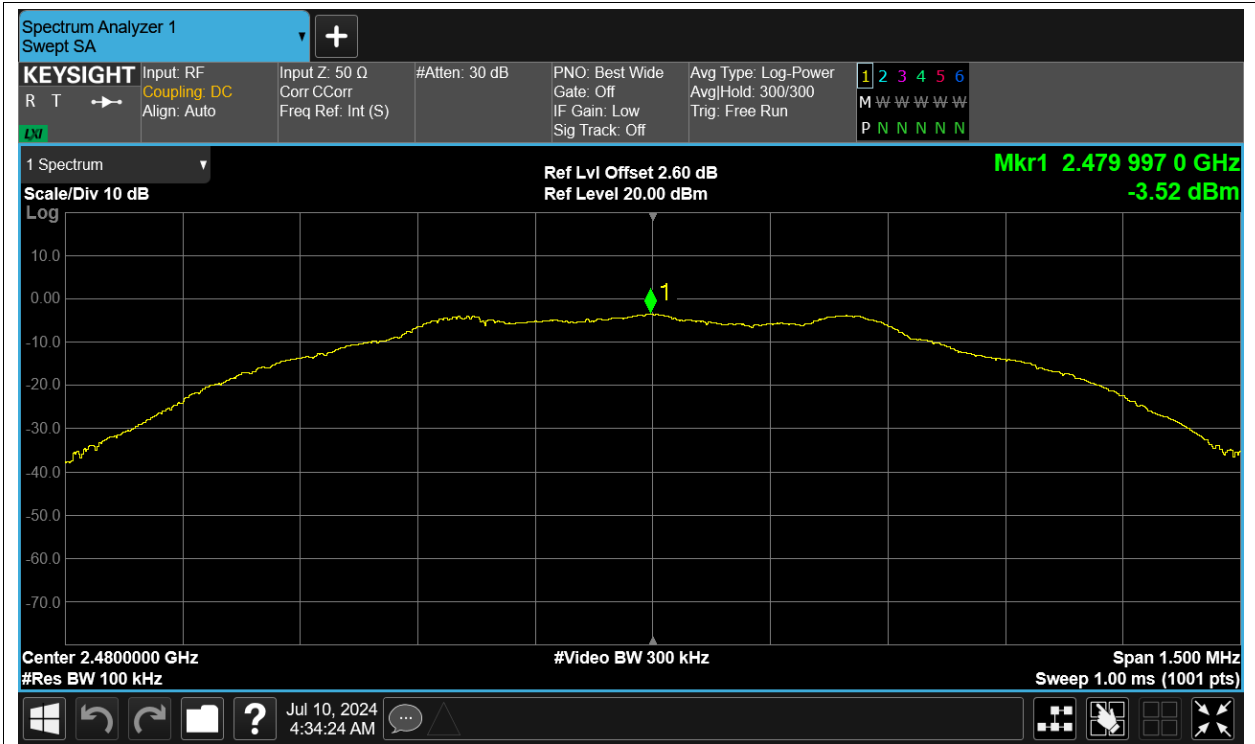 Spectrum Analyzer 1
Swept SA
KEYSIGHT
R T
LXI
Input: RF
Coupling: DC
Align: Auto
Input Z: 50 Ω
Corr CCorr
Freq Ref: Int (S)
#Atten: 30 dB
PNO: Best Wide
Gate: Off
IF Gain: Low
Sig Track: Off
Avg Type: Log-Power
Avg|Hold: 300/300
Trig: Free Run
1 2 3 4 5 6
M W W W W W W
P N N N N N
1 Spectrum
Scale/Div 10 dB
Ref Lvl Offset 2.60 dB
Ref Level 20.00 dBm
Mkr1 2.479 997 0 GHz
-3.52 dBm
Log
10.0
0.00
-10.0
-20.0
-30.0
-40.0
-50.0
-60.0
-70.0
1
Center 2.4800000 GHz
#Res BW 100 kHz
#Video BW 300 kHz
Span 1.500 MHz
Sweep 1.00 ms (1001 pts)
?
Jul 10, 2024
4:34:24 AM